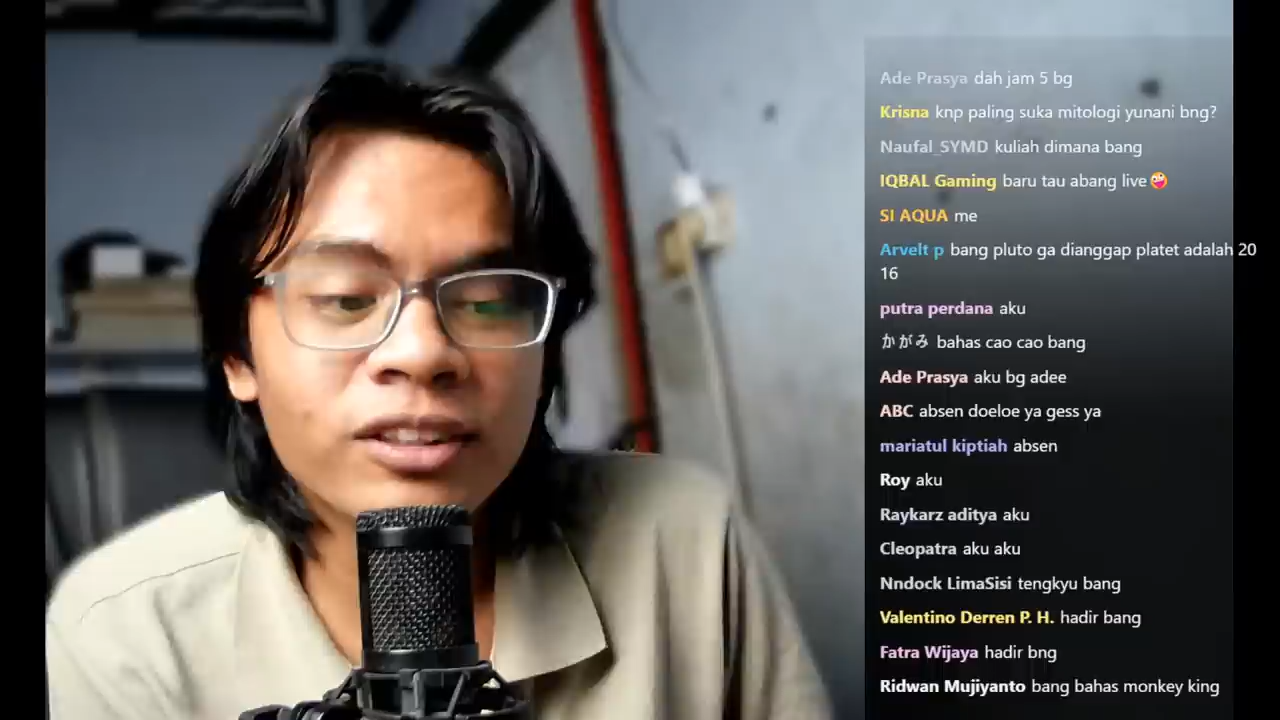 Ade Prasya dah jam 5 bg
Krisna knp paling suka mitologi yunani bng?
Naufal_SYMD kuliah dimana bang
IQBAL Gaming baru tau abang live🤪
SI AQUA me
Arvelt p bang pluto ga dianggap platet adalah 20
16
putra perdana aku
かがみ bahas cao cao bang
Ade Prasya aku bg adee
ABC absen doeloe ya gess ya
mariatul kiptiah absen
Roy aku
Raykarz aditya aku
Cleopatra aku aku
Nndock LimaSisi tengkyu bang
Valentino Derren P. H. hadir bang
Fatra Wijaya hadir bng
Ridwan Mujiyanto bang bahas monkey king